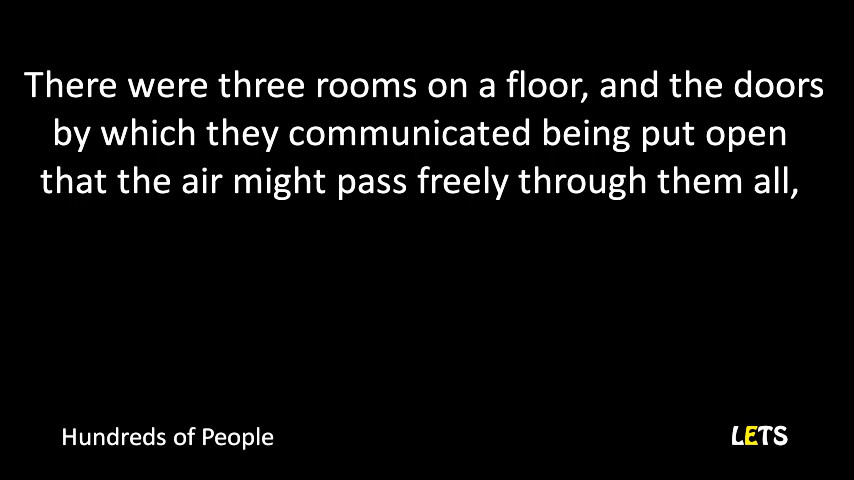 There were three rooms on a floor, and the doors
by which they communicated being put open
that the air might pass freely through them all,
Hundreds of People
LETS